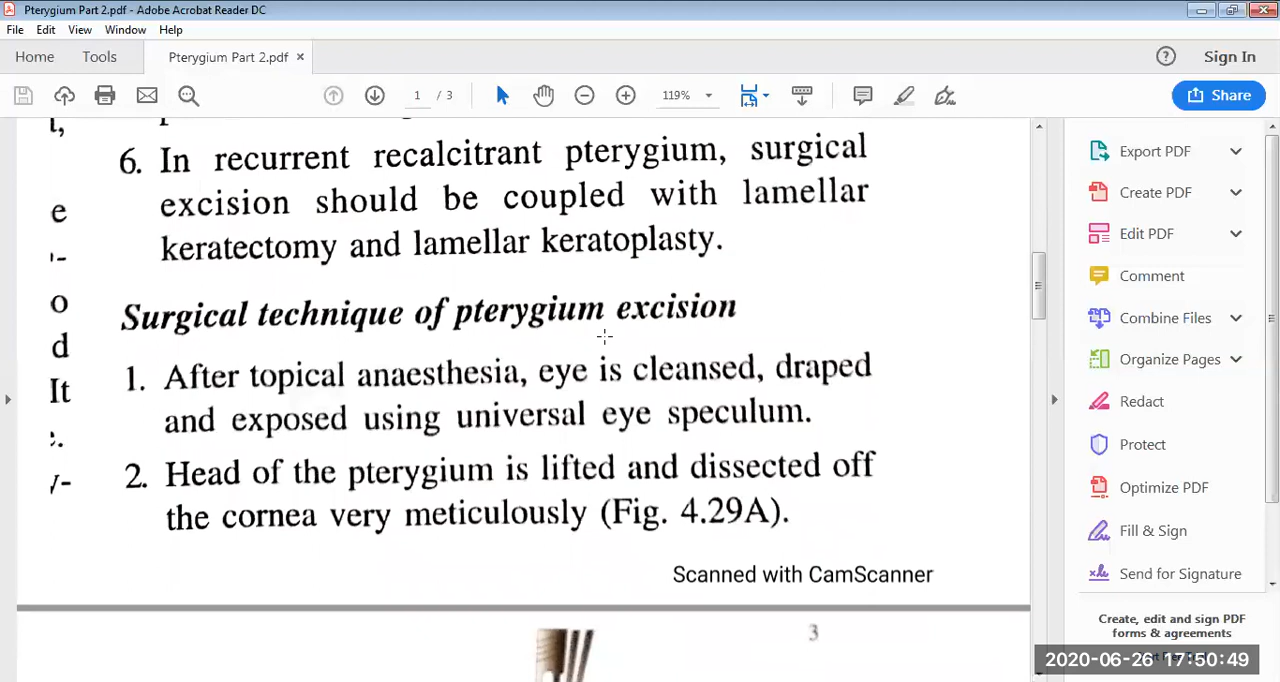 Pterygium Part 2.pdf - Adobe Acrobat Reader DC
File Edit View Window Help
Home Tools Pterygium Part 2.pdf × Sign In
1 / 3 119% Share
6. In recurrent recalcitrant pterygium, surgical
excision should be coupled with lamellar
keratectomy and lamellar keratoplasty.
Surgical technique of pterygium excision
1. After topical anaesthesia, eye is cleansed, draped
and exposed using universal eye speculum.
2. Head of the pterygium is lifted and dissected off
the cornea very meticulously (Fig. 4.29A).
Scanned with CamScanner
3
e
o
d
It
Export PDF
Create PDF
Edit PDF
Comment
Combine Files
Organize Pages
Redact
Protect
Optimize PDF
Fill & Sign
Send for Signature
Create, edit and sign PDF
forms & agreements
2020-06-26 17:50:49